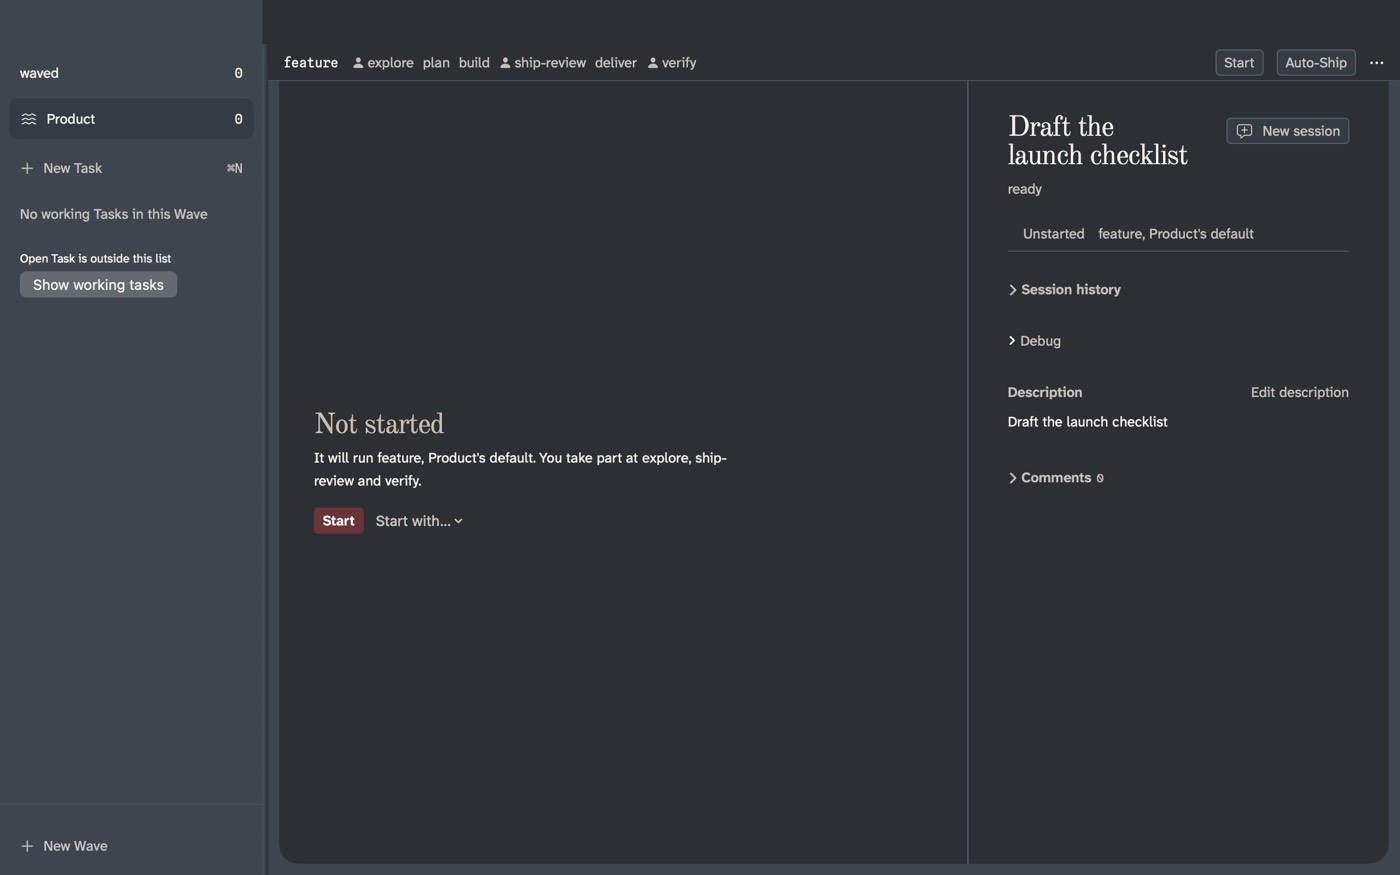 waved 0
Product 0
New Task ⌘N
No working Tasks in this Wave
Open Task is outside this list
Show working tasks
New Wave
feature explore plan build ship-review deliver verify
Start Auto-Ship ...
Not started
It will run feature, Product's default. You take part at explore, ship-
review and verify.
Start Start with...
Draft the
launch checklist
New session
ready
Unstarted feature, Product's default
Session history
Debug
Description Edit description
Draft the launch checklist
Comments 0